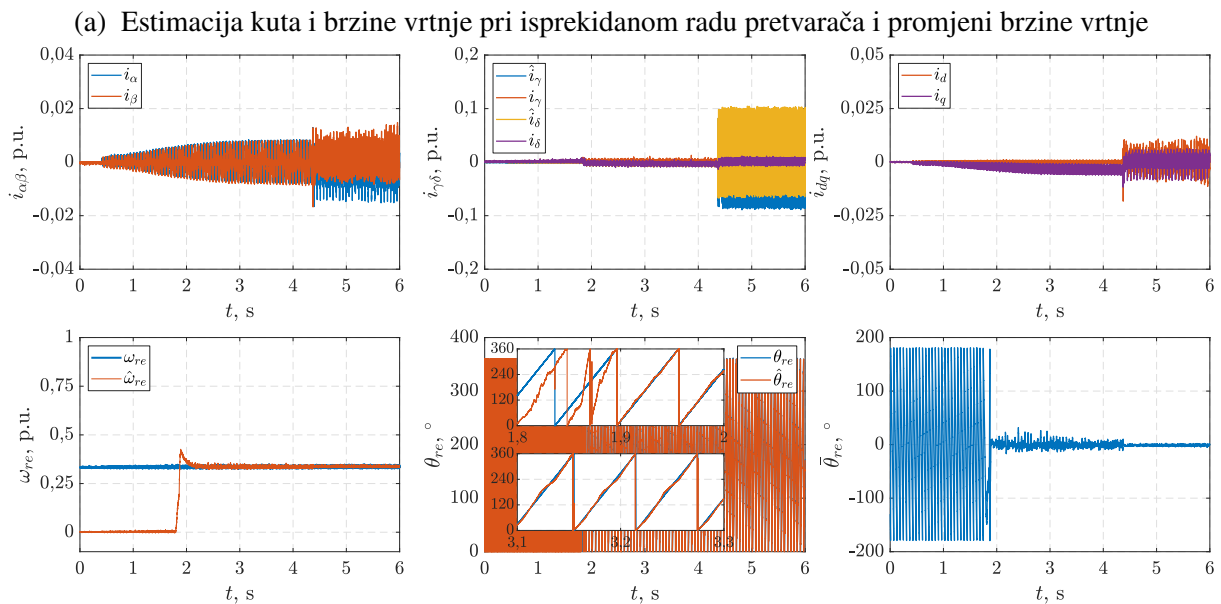 (a) Estimacija kuta i brzine vrtnje pri isprekidanom radu pretvarača i promjeni brzine vrtnje
0,04
0,02
0
-0,02
-0,04
i_{αβ}, p.u.
i_α
i_β
0 1 2 3 4 5 6
t, s
0,2
0,1
0
-0,1
-0,2
i_{γδ}, p.u.
î_γ
i_γ
î_δ
i_δ
0 1 2 3 4 5 6
t, s
0,05
0,025
0
-0,025
-0,05
i_{dq}, p.u.
i_d
i_q
0 1 2 3 4 5 6
t, s
1
0,75
0,5
0,25
0
ω_{re}, p.u.
ω_{re}
ω̂_{re}
0 1 2 3 4 5 6
t, s
400
300
200
100
0
θ_{re}, °
360
240
120
0
1,8 1,9 2
360
240
120
0
3,1 3,2 3,3
θ_{re}
θ̂_{re}
0 1 2 3 4 5 6
t, s
200
100
0
-100
-200
θ̄_{re}, °
0 1 2 3 4 5 6
t, s